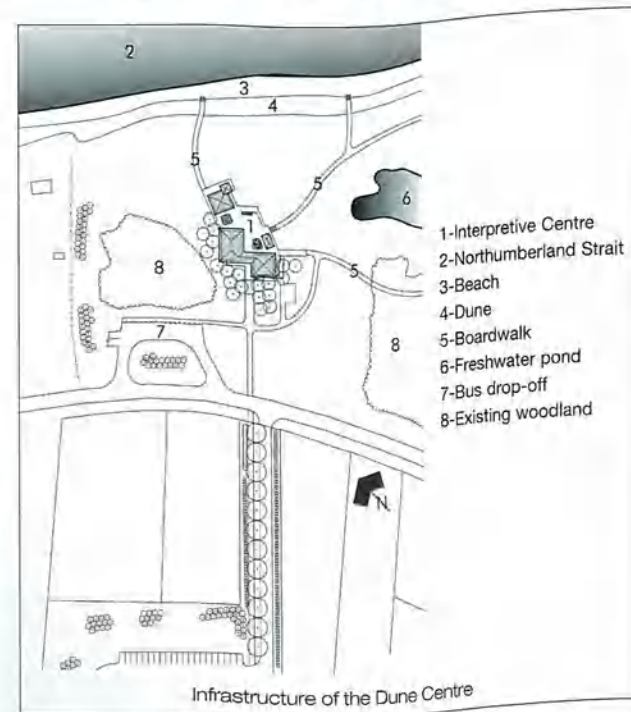 2
3
4
5
5
6
1
5
8
8
7
N
1-Interpretive Centre
2-Northumberland Strait
3-Beach
4-Dune
5-Boardwalk
6-Freshwater pond
7-Bus drop-off
8-Existing woodland
Infrastructure of the Dune Centre